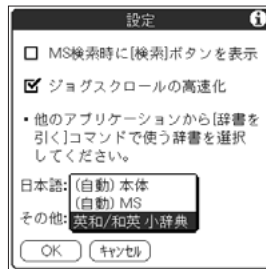 設定
MS検索時に[検索]ボタンを表示
ジョグスクロールの高速化
・他のアプリケーションから[辞書を
引く]コマンドで使う辞書を選択
してください。
日本語: (自動) 本体
(自動) MS
その他: 英和/和英 小辞典
OK キャンセル